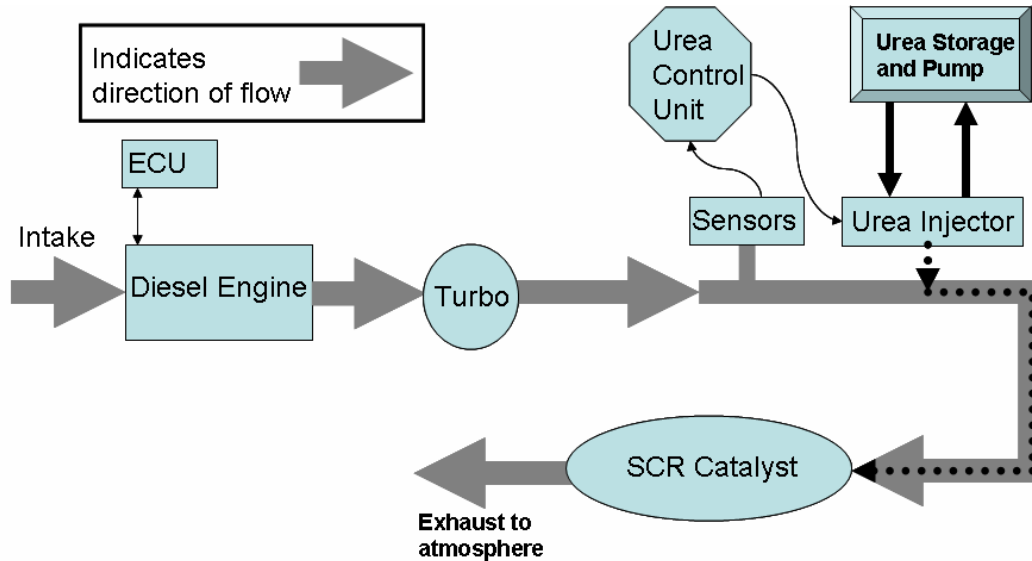 Indicates
direction of flow
Urea
Control
Unit
Urea Storage
and Pump
ECU
Intake
Diesel Engine
Turbo
Sensors
Urea Injector
SCR Catalyst
Exhaust to
atmosphere